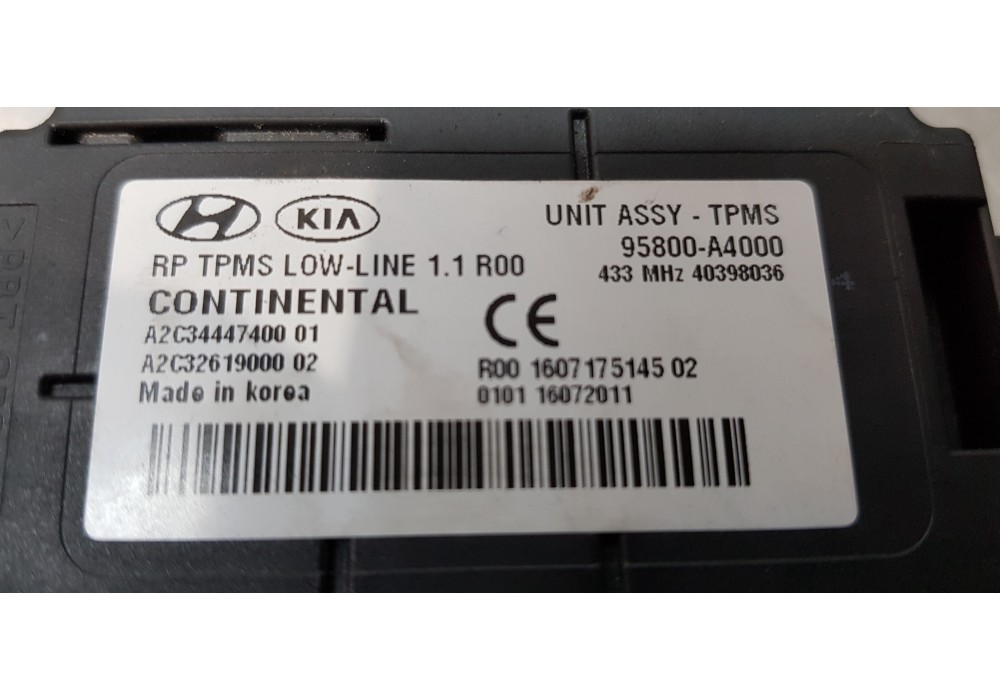 KIA
UNIT ASSY - TPMS
95800-A4000
RP TPMS LOW-LINE 1.1 R00
433 MHz 40398036
CONTINENTAL
CE
A2C34447400 01
A2C32619000 02
R00 1607175145 02
Made in korea
0101 16072011
4